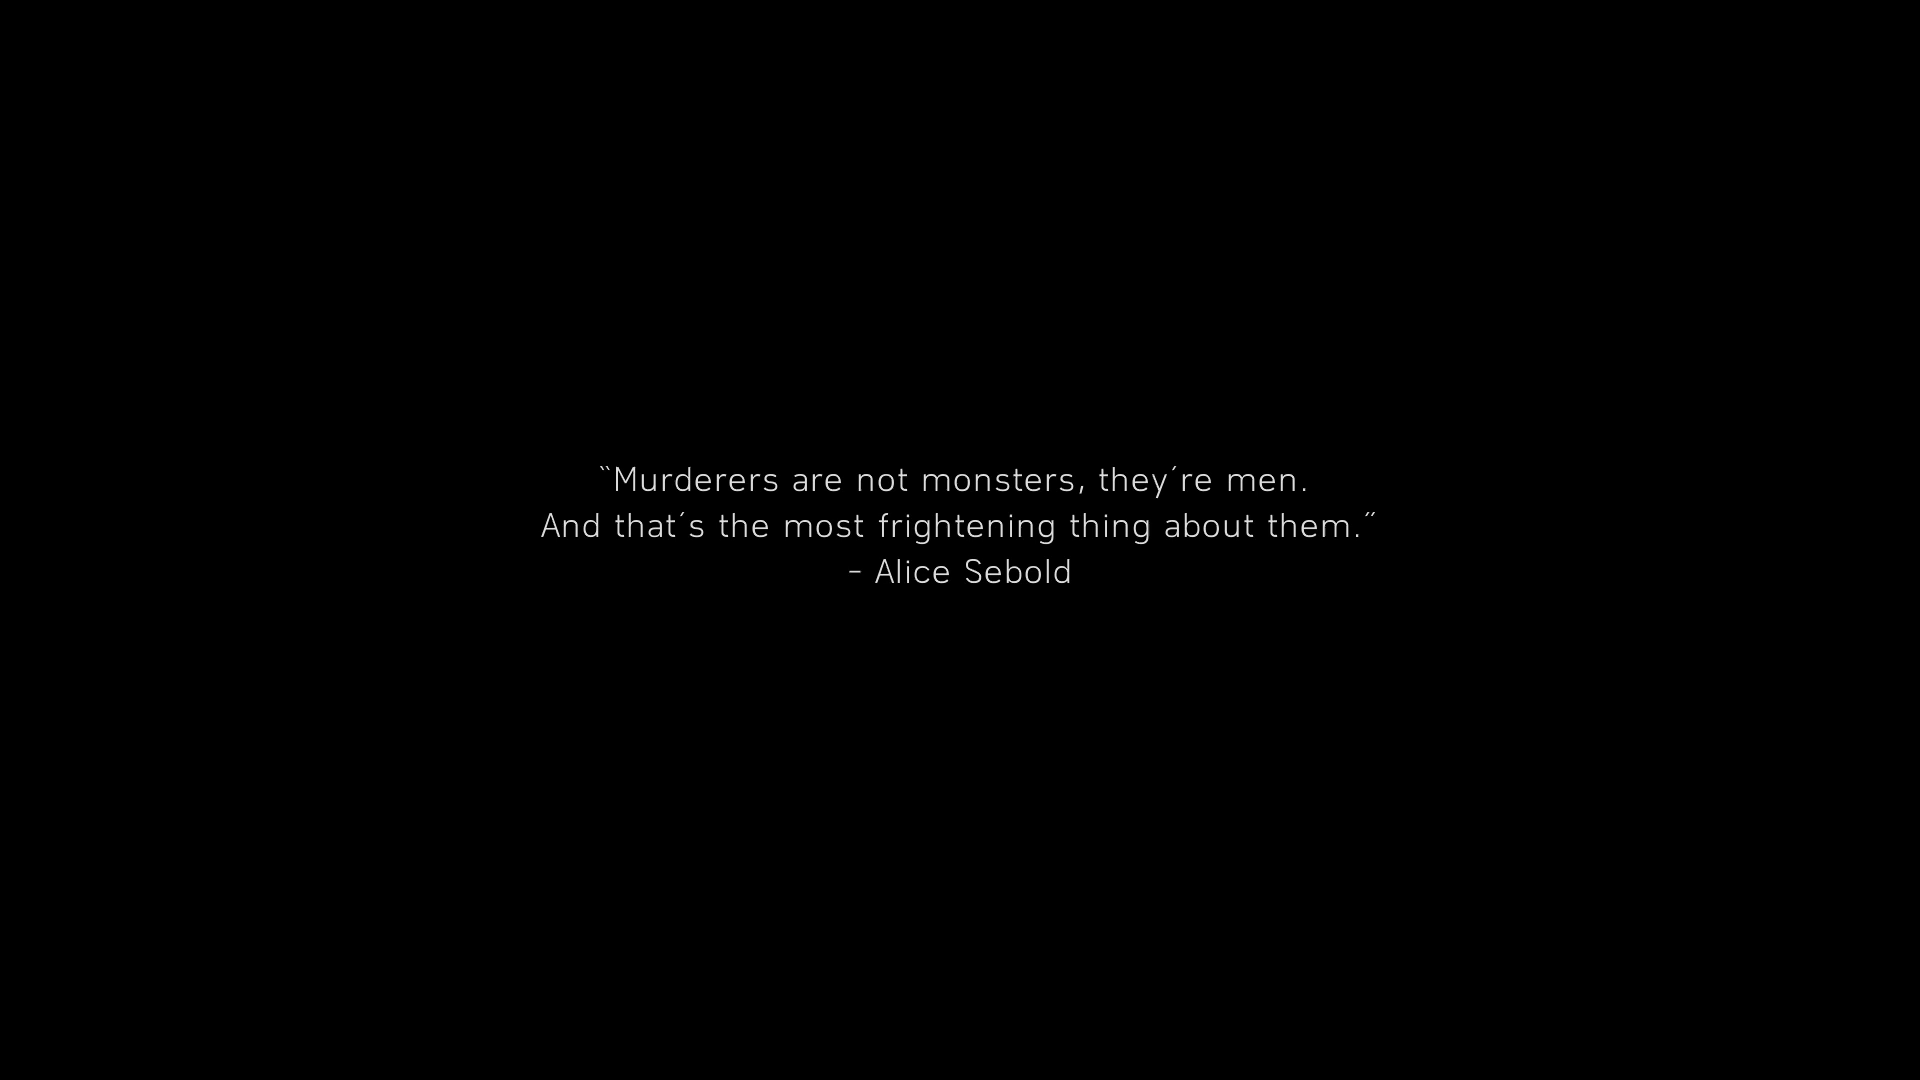 “Murderers are not monsters, they´re men.
And that´s the most frightening thing about them.”
- Alice Sebold